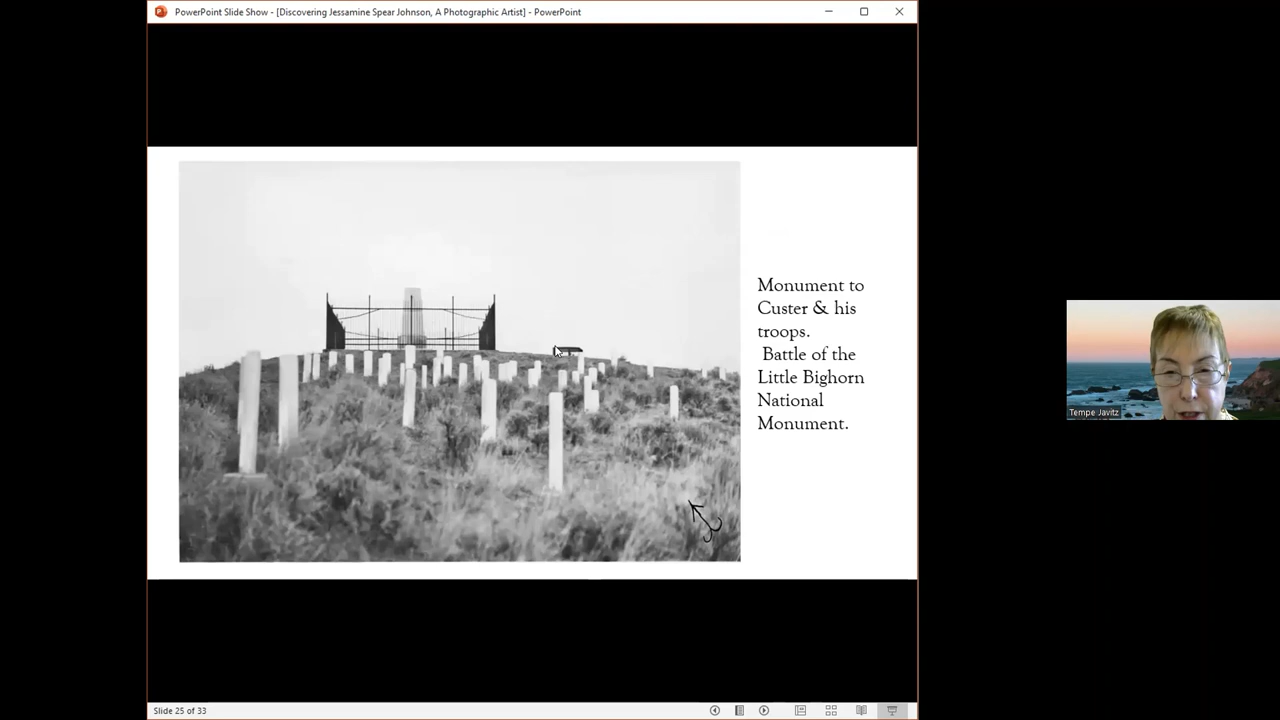 PowerPoint Slide Show - [Discovering Jessamine Spear Johnson, A Photographic Artist] - PowerPoint
Monument to
Custer & his
troops.
Battle of the
Little Bighorn
National
Monument.
Tempe Javitz
Slide 25 of 33